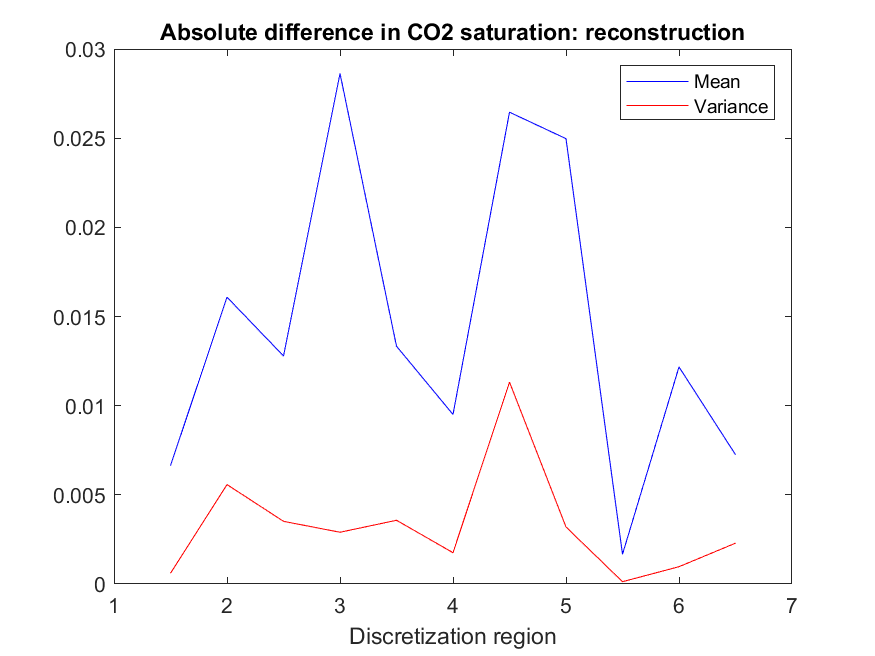 Absolute difference in CO2 saturation: reconstruction
0.03
0.025
0.02
0.015
0.01
0.005
0
Mean
Variance
1 2 3 4 5 6 7
Discretization region